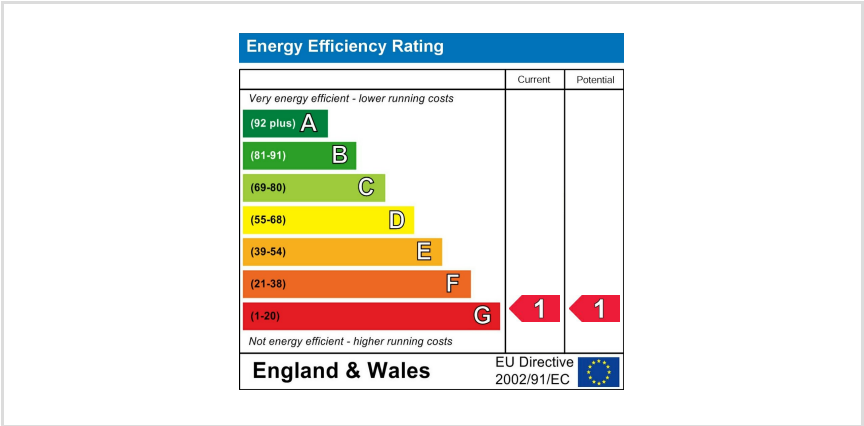 Energy Efficiency Rating
Current Potential
Very energy efficient - lower running costs
(92 plus) A
(81-91) B
(69-80) C
(55-68) D
(39-54) E
(21-38) F
(1-20) G 1 1
Not energy efficient - higher running costs
England & Wales
EU Directive
2002/91/EC